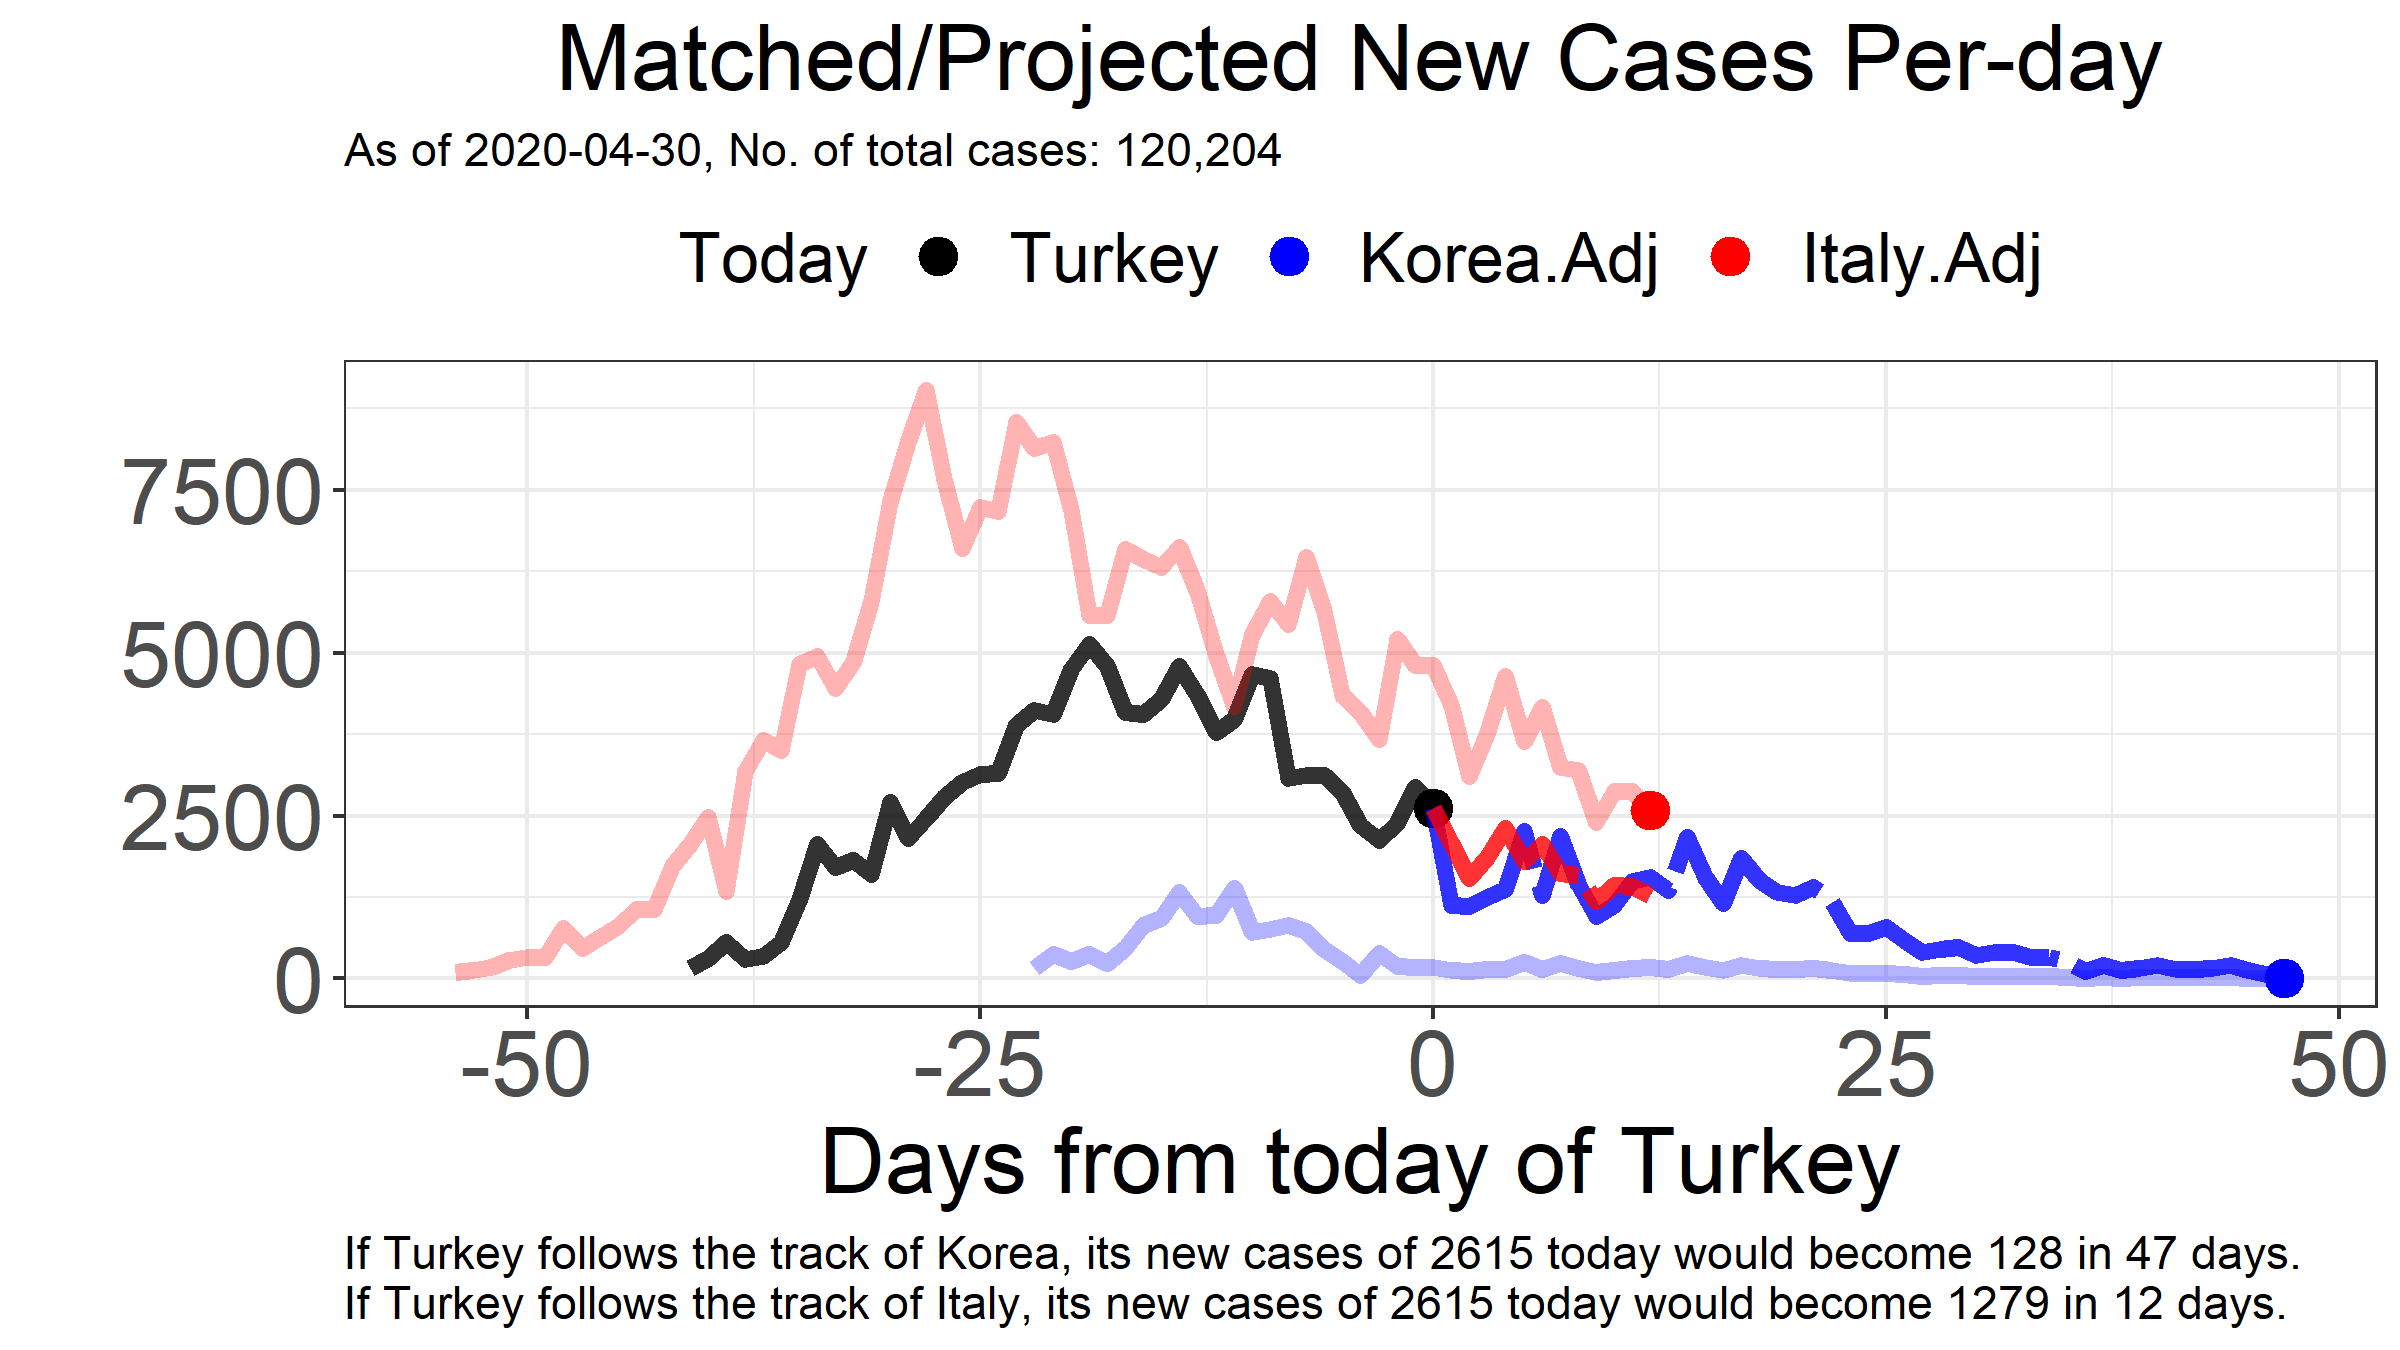 Matched/Projected New Cases Per-day
As of 2020-04-30, No. of total cases: 120,204
Today Turkey Korea.Adj Italy.Adj
7500
5000
2500
0
-50 -25 0 25 50
Days from today of Turkey
If Turkey follows the track of Korea, its new cases of 2615 today would become 128 in 47 days.
If Turkey follows the track of Italy, its new cases of 2615 today would become 1279 in 12 days.